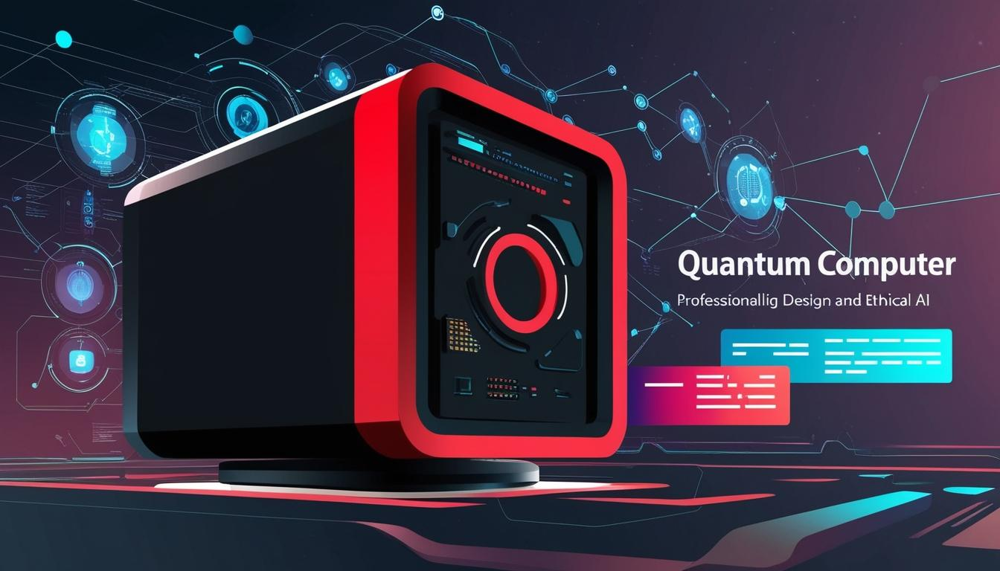 Quantum Computer
Professionallig Design and Ethical AI